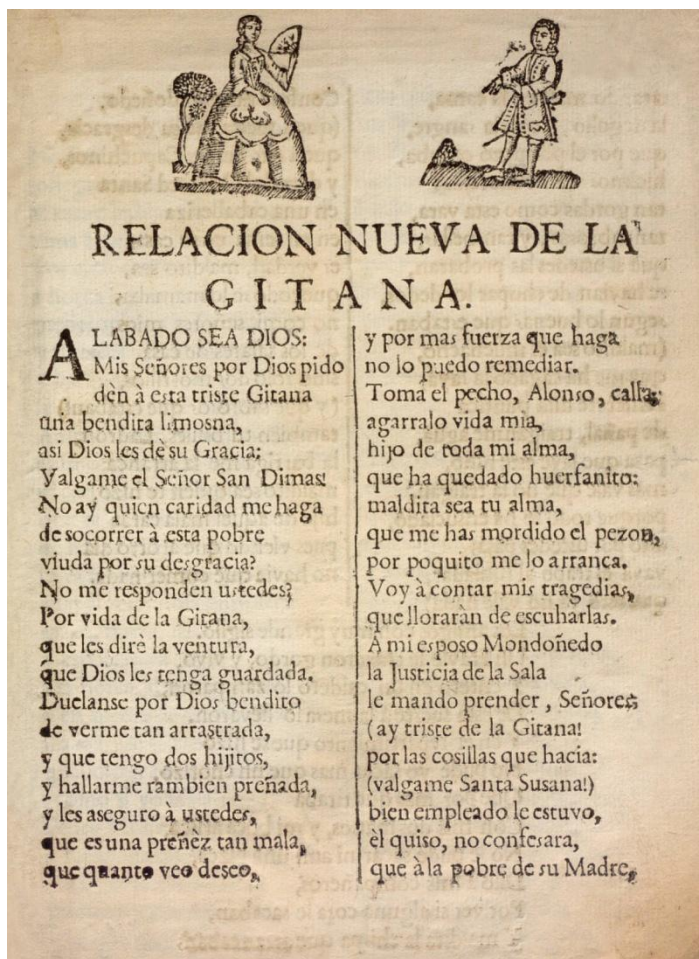 RELACION NUEVA DE LA
GITANA.
ALABADO SEA DIOS:
Mis Señores por Dios pido
dèn à esta triste Gitana
una bendita limosna,
asi Dios les dè su Gracia:
Valgame el Señor San Dimas!
No ay quien caridad me haga
de socorrer à esta pobre
viuda por su desgracia?
No me responden ustedes?
Por vida de la Gitana,
que les dirè la ventura,
que Dios les tenga guardada.
Duelanse por Dios bendito
de verme tan arrastrada,
y que tengo dos hijitos,
y hallarme tambien preñada,
y les aseguro à ustedes,
que es una preñèz tan mala,
que quanto veo deseo,
y por mas fuerza que haga
no lo puedo remediar.
Toma el pecho, Alonso, calla,
agarralo vida mia,
hijo de toda mi alma,
que ha quedado huerfanito:
maldita sea tu alma,
que me has mordido el pezon,
por poquito me lo arranca.
Voy à contar mis tragedias,
que lloraràn de escuharlas.
A mi esposo Mondoñedo
la Justicia de la Sala
le mando prender, Señores
(ay triste de la Gitana!
por las cosillas que hacia:
(valgame Santa Susana!)
bien empleado le estuvo,
èl quiso, no confesara,
que à la pobre de su Madre,